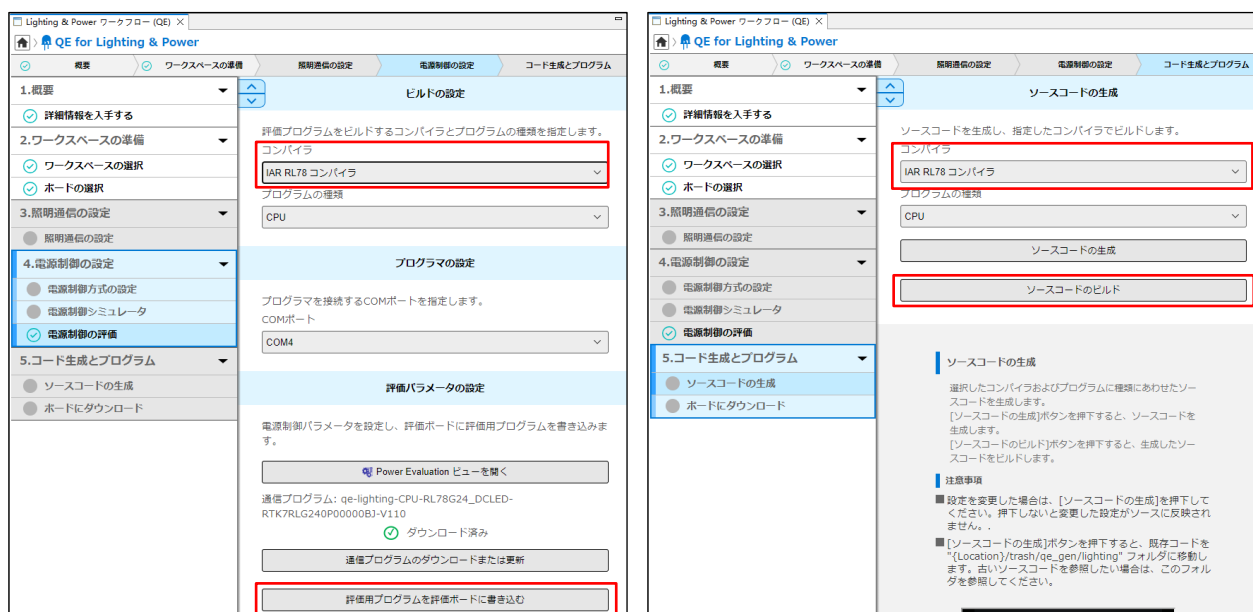 Lighting & Power ワークフロー (QE)
QE for Lighting & Power
概要
ワークスペースの準備
照明通信の設定
電源制御の設定
コード生成とプログラム
1.概要
詳細情報を入手する
2.ワークスペースの準備
ワークスペースの選択
ボードの選択
3.照明通信の設定
照明通信の設定
4.電源制御の設定
電源制御方式の設定
電源制御シミュレータ
電源制御の評価
5.コード生成とプログラム
ソースコードの生成
ボードにダウンロード
ビルドの設定
評価プログラムをビルドするコンパイラとプログラムの種類を指定します。
コンパイラ
IAR RL78 コンパイラ
プログラムの種類
CPU
プログラマの設定
プログラマを接続するCOMポートを指定します。
COMポート
COM4
評価パラメータの設定
電源制御パラメータを設定し、評価ボードに評価用プログラムを書き込みま
す。
Power Evaluation ビューを開く
通信プログラム: qe-lighting-CPU-RL78G24_DCLED-
RTK7RLG240P00000BJ-V110
ダウンロード済み
通信プログラムのダウンロードまたは更新
評価用プログラムを評価ボードに書き込む
Lighting & Power ワークフロー (QE)
QE for Lighting & Power
概要
ワークスペースの準備
照明通信の設定
電源制御の設定
コード生成とプログラム
1.概要
詳細情報を入手する
2.ワークスペースの準備
ワークスペースの選択
ボードの選択
3.照明通信の設定
照明通信の設定
4.電源制御の設定
電源制御方式の設定
電源制御シミュレータ
電源制御の評価
5.コード生成とプログラム
ソースコードの生成
ボードにダウンロード
ソースコードの生成
ソースコードを生成し、指定したコンパイラでビルドします。
コンパイラ
IAR RL78 コンパイラ
プログラムの種類
CPU
ソースコードの生成
ソースコードのビルド
ソースコードの生成
選択したコンパイラおよびプログラムに種類にあわせたソー
スコードを生成します。
[ソースコードの生成]ボタンを押下すると、ソースコードを
生成します。
[ソースコードのビルド]ボタンを押下すると、生成したソー
スコードをビルドします。
注意事項
■設定を変更した場合は、[ソースコードの生成]を押下して
ください。押下しないと変更した設定がソースに反映され
ません。.
■[ソースコードの生成]ボタンを押下すると、既存コードを
"{Location}/trash/qe_gen/lighting" フォルダに移動し
ます。古いソースコードを参照したい場合は、このフォル
ダを参照してください。